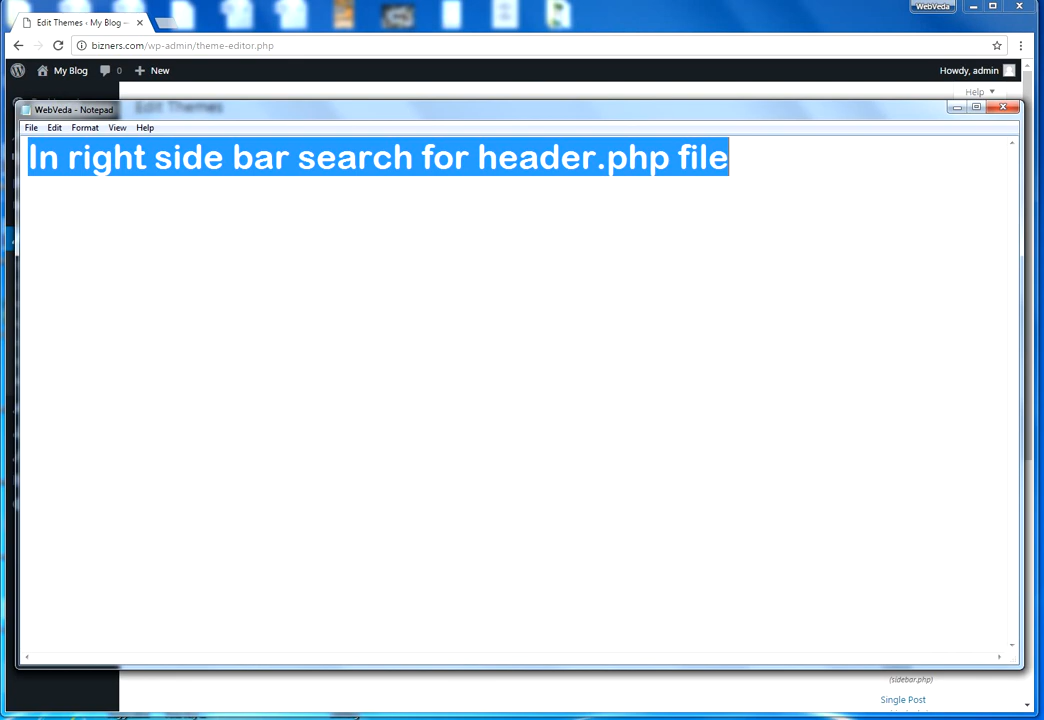 WebVeda
Edit Themes ‹ My Blog —
bizners.com/wp-admin/theme-editor.php
My Blog 0 New Howdy, admin
Help
Edit Themes
WebVeda - Notepad
File Edit Format View Help
In right side bar search for header.php file
(sidebar.php)
Single Post